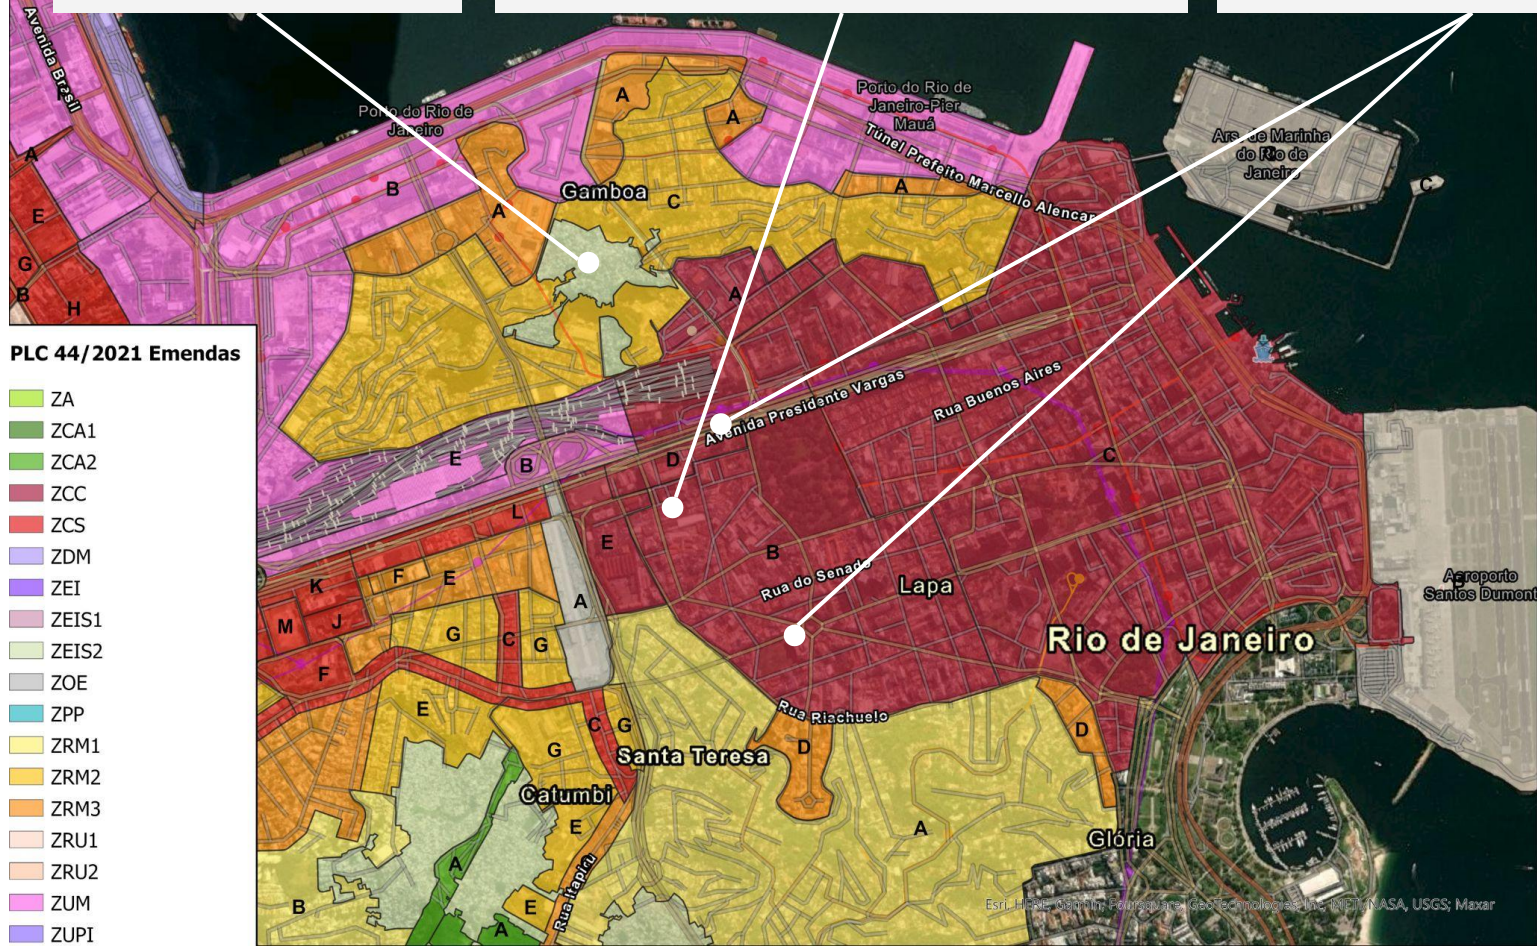 Avenida Brasil
Porto do Rio de
Janeiro
Porto do Rio de
Janeiro-Pier
Mauá
Túnel Prefeito Marcello Alencar
Ars. de Marinha
do Rio de
Janeiro
C
A
A
A
B
A
A
Gamboa
C
E
G
B
H
A
Avenida Presidente Vargas
Rua Buenos Aires
E
B
D
C
L
E
B
Rua do Senado
Lapa
Aeroporto
Santos Dumont
K
F
E
A
M
J
G
C
G
F
Rio de Janeiro
E
C
G
G
Rua Riachuelo
D
D
Santa Teresa
Catumbi
E
A
Glória
A
B
E
Rua Itapiru
A
Esri, HERE, Garmin, Foursquare, GeoTechnologies, Inc, METI/NASA, USGS; Maxar
PLC 44/2021 Emendas
ZA
ZCA1
ZCA2
ZCC
ZCS
ZDM
ZEI
ZEIS1
ZEIS2
ZOE
ZPP
ZRM1
ZRM2
ZRM3
ZRU1
ZRU2
ZUM
ZUPI